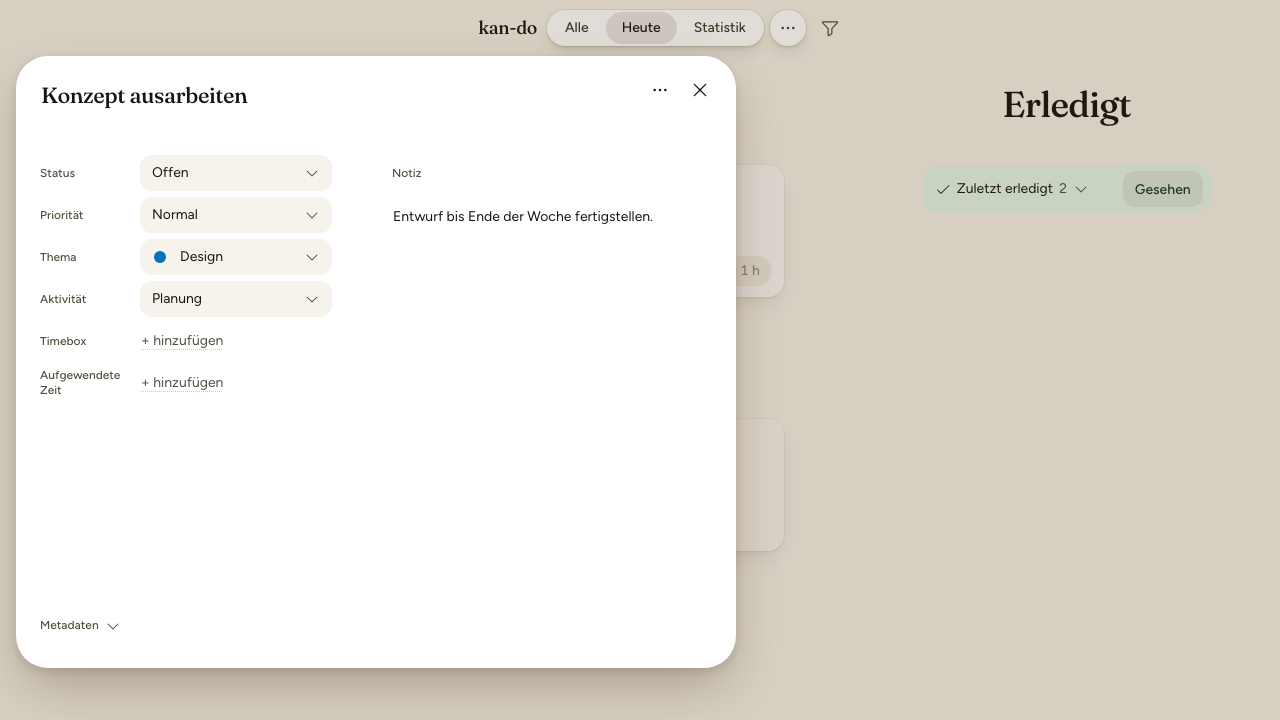 kan-do
Alle
Heute
Statistik
Konzept ausarbeiten
Status
Offen
Priorität
Normal
Thema
Design
Aktivität
Planung
Timebox
+ hinzufügen
Aufgewendete
Zeit
+ hinzufügen
Notiz
Entwurf bis Ende der Woche fertigstellen.
Metadaten
1 h
Erledigt
Zuletzt erledigt 2
Gesehen